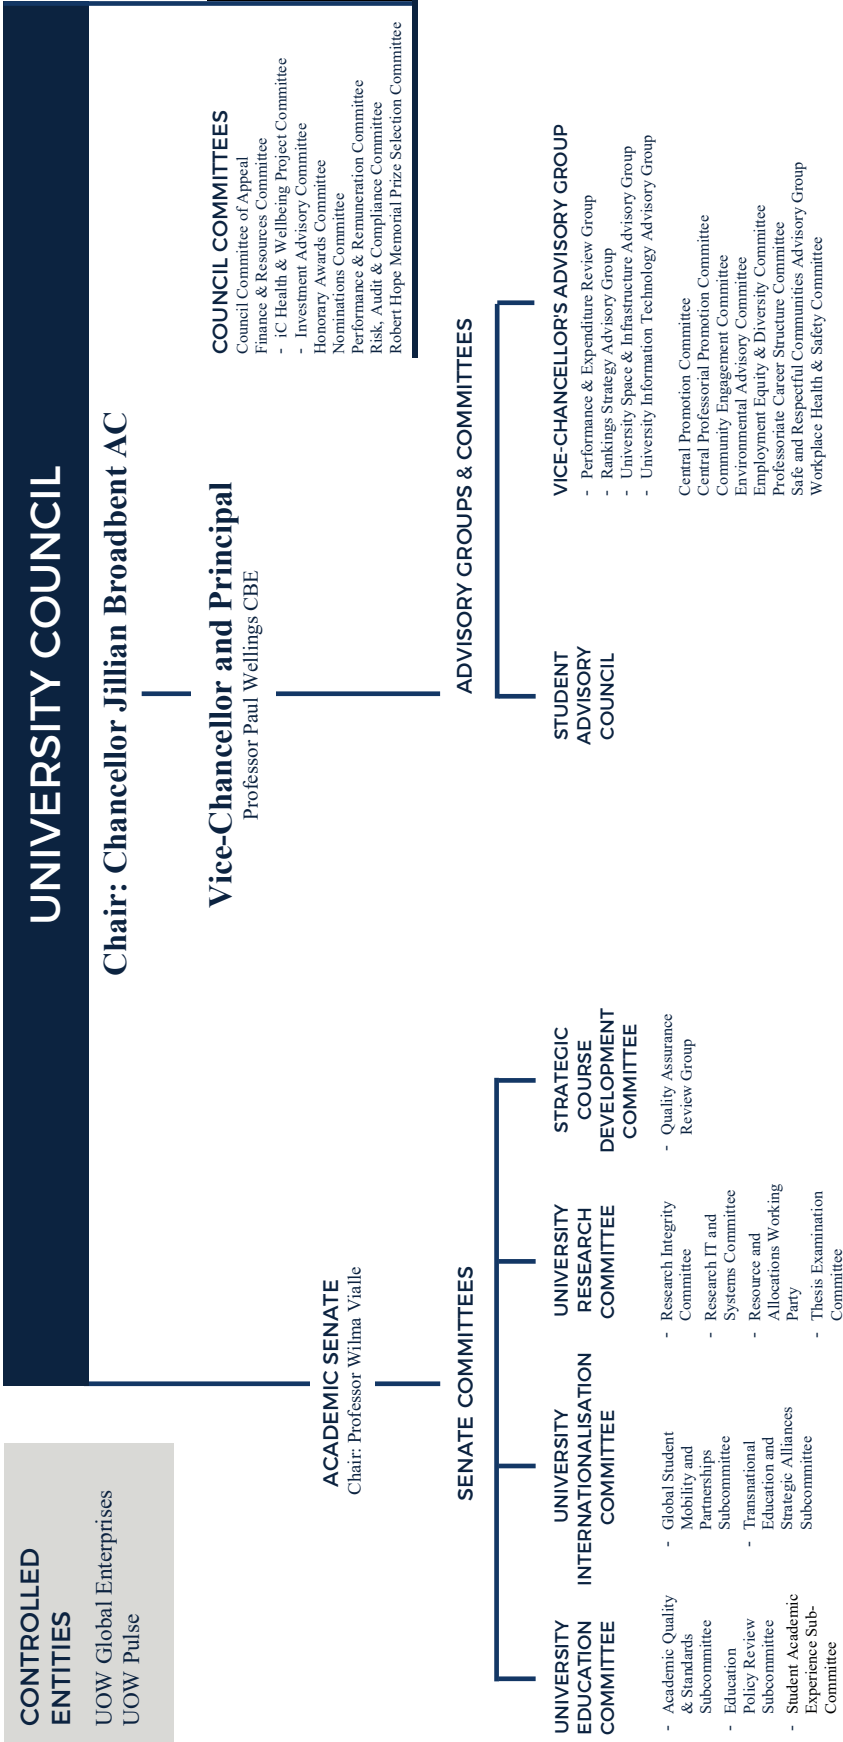 CONTROLLED
ENTITIES
UOW Global Enterprises
UOW Pulse
UNIVERSITY COUNCIL
Chair: Chancellor Jillian Broadbent AC
Vice-Chancellor and Principal
Professor Paul Wellings CBE
COUNCIL COMMITTEES
Council Committee of Appeal
Finance & Resources Committee
- iC Health & Wellbeing Project Committee
- Investment Advisory Committee
Honorary Awards Committee
Nominations Committee
Performance & Remuneration Committee
Risk, Audit & Compliance Committee
Robert Hope Memorial Prize Selection Committee
ACADEMIC SENATE
Chair: Professor Wilma Vialle
SENATE COMMITTEES
UNIVERSITY
EDUCATION
COMMITTEE
- Academic Quality
& Standards
Subcommittee
- Education
Policy Review
Subcommittee
- Student Academic
Experience Sub-
Committee
UNIVERSITY
INTERNATIONALISATION
COMMITTEE
- Global Student
Mobility and
Partnerships
Subcommittee
- Transnational
Education and
Strategic Alliances
Subcommittee
UNIVERSITY
RESEARCH
COMMITTEE
- Research Integrity
Committee
- Research IT and
Systems Committee
- Resource and
Allocations Working
Party
- Thesis Examination
Committee
STRATEGIC
COURSE
DEVELOPMENT
COMMITTEE
- Quality Assurance
Review Group
ADVISORY GROUPS & COMMITTEES
STUDENT
ADVISORY
COUNCIL
VICE-CHANCELLOR'S ADVISORY GROUP
- Performance & Expenditure Review Group
- Rankings Strategy Advisory Group
- University Space & Infrastructure Advisory Group
- University Information Technology Advisory Group
Central Promotion Committee
Central Professorial Promotion Committee
Community Engagement Committee
Environmental Advisory Committee
Employment Equity & Diversity Committee
Professoriate Career Structure Committee
Safe and Respectful Communities Advisory Group
Workplace Health & Safety Committee